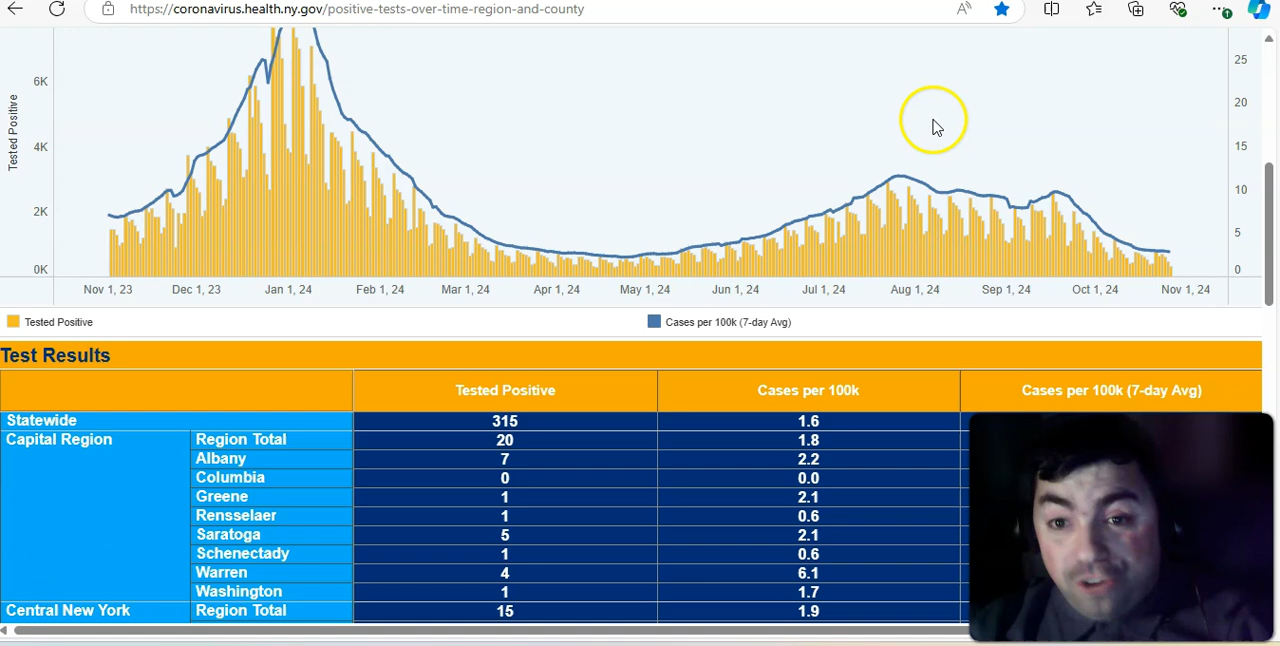 https://coronavirus.health.ny.gov/positive-tests-over-time-region-and-county
Tested Positive
6K
4K
2K
0K
25
20
15
10
5
0
Nov 1, 23 Dec 1, 23 Jan 1, 24 Feb 1, 24 Mar 1, 24 Apr 1, 24 May 1, 24 Jun 1, 24 Jul 1, 24 Aug 1, 24 Sep 1, 24 Oct 1, 24 Nov 1, 24
Tested Positive Cases per 100k (7-day Avg)
Test Results
Tested Positive Cases per 100k Cases per 100k (7-day Avg)
Statewide 315 1.6
Capital Region Region Total 20 1.8
Albany 7 2.2
Columbia 0 0.0
Greene 1 2.1
Rensselaer 1 0.6
Saratoga 5 2.1
Schenectady 1 0.6
Warren 4 6.1
Washington 1 1.7
Central New York Region Total 15 1.9